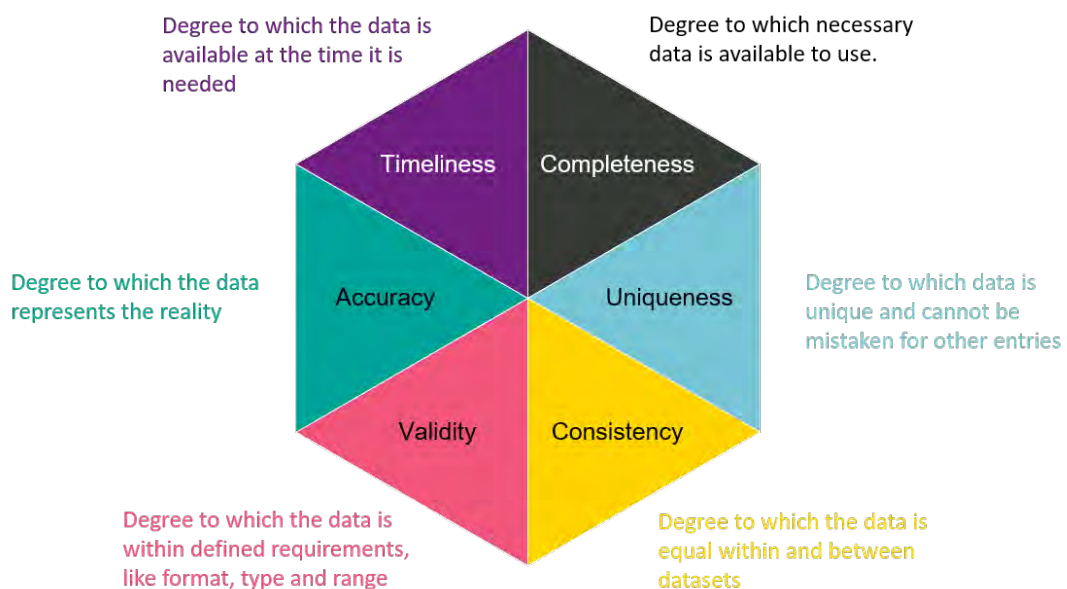 Degree to which the data is
available at the time it is
needed
Degree to which necessary
data is available to use.
Timeliness
Completeness
Degree to which the data
represents the reality
Accuracy
Uniqueness
Degree to which data is
unique and cannot be
mistaken for other entries
Validity
Consistency
Degree to which the data is
within defined requirements,
like format, type and range
Degree to which the data is
equal within and between
datasets